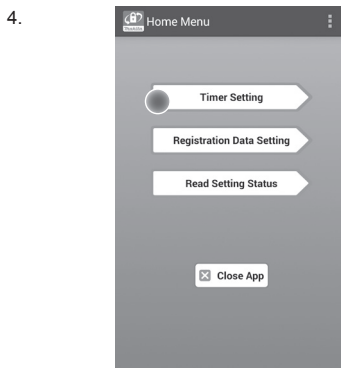 4.
Home Menu
Timer Setting
Registration Data Setting
Read Setting Status
Close App